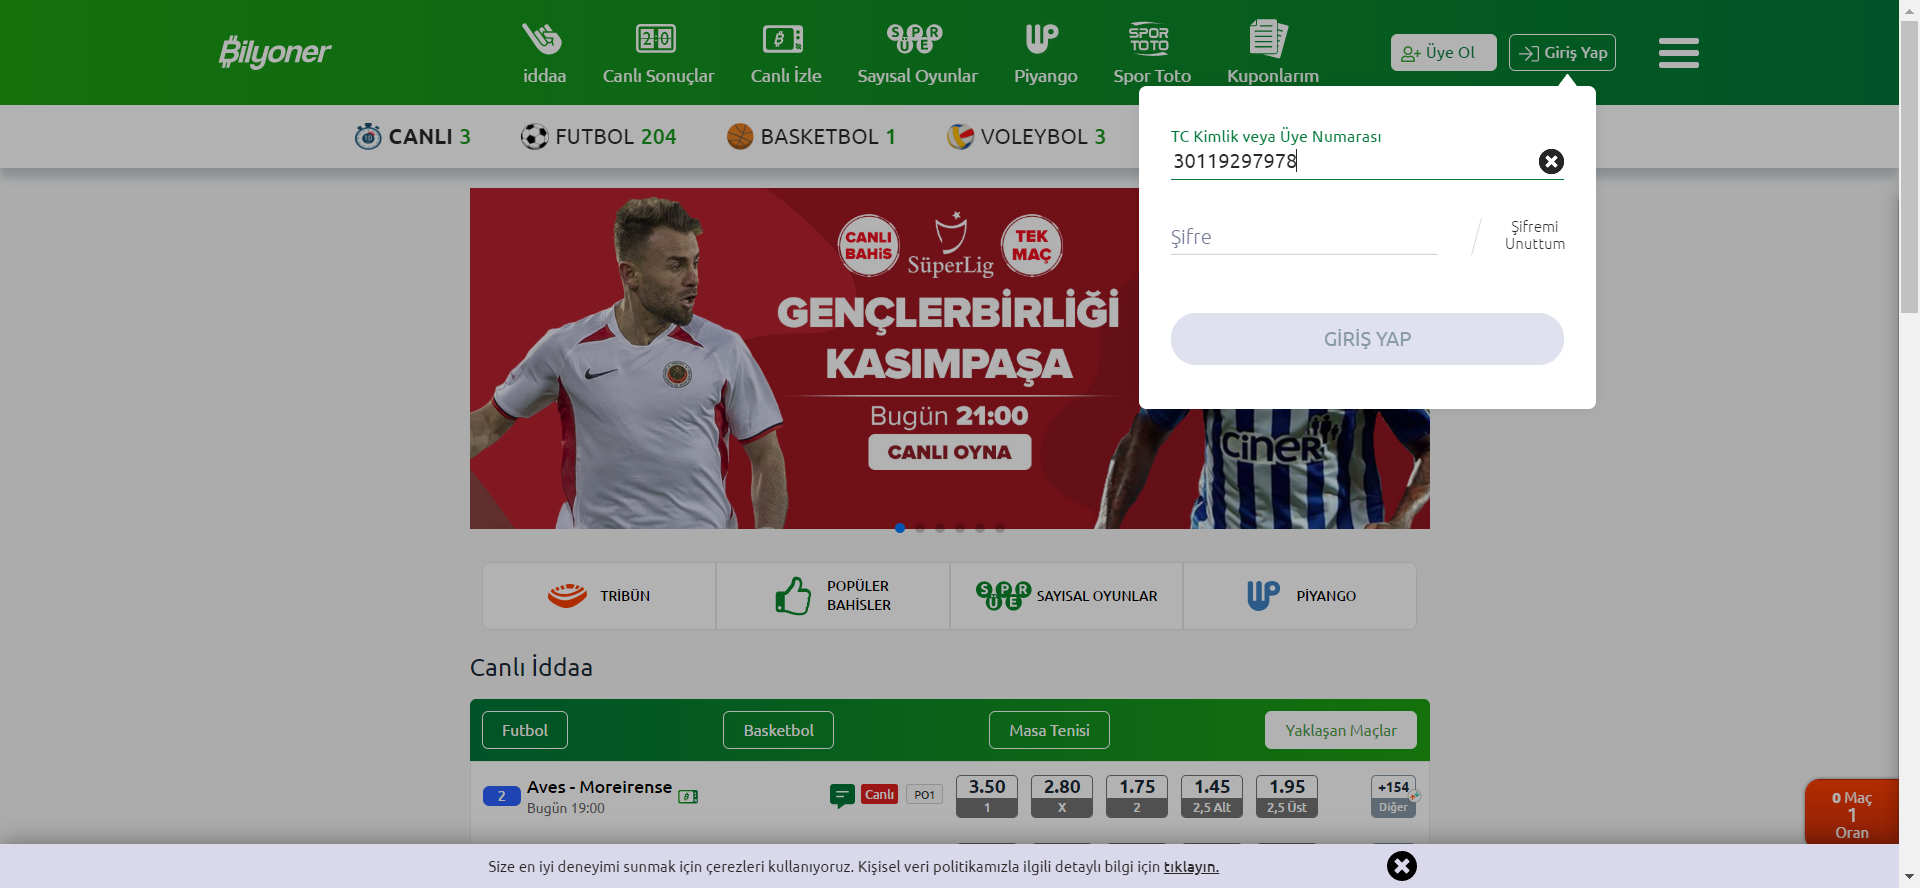 Bilyoner
iddaa
Canlı Sonuçlar
Canlı İzle
Sayısal Oyunlar
Piyango
Spor Toto
Kuponlarım
Üye Ol
Giriş Yap
CANLI 3
FUTBOL 204
BASKETBOL 1
VOLEYBOL 3
TC Kimlik veya Üye Numarası
30119297978
Şifre
Şifremi
Unuttum
GİRİŞ YAP
CANLI
BAHİS
SüperLig
TEK
MAÇ
GENÇLERBİRLİĞİ
KASIMPAŞA
Bugün 21:00
CANLI OYNA
CINER
TRİBÜN
POPÜLER
BAHİSLER
SAYISAL OYUNLAR
PİYANGO
Canlı İddaa
Futbol
Basketbol
Masa Tenisi
Yaklaşan Maçlar
2
Aves - Moreirense
Bugün 19:00
Canlı
PO1
3.50
1
2.80
X
1.75
2
1.45
2,5 Alt
1.95
2,5 Üst
+154
Diğer
0 Maç
1
Oran
Size en iyi deneyimi sunmak için çerezleri kullanıyoruz. Kişisel veri politikamızla ilgili detaylı bilgi için tıklayın.